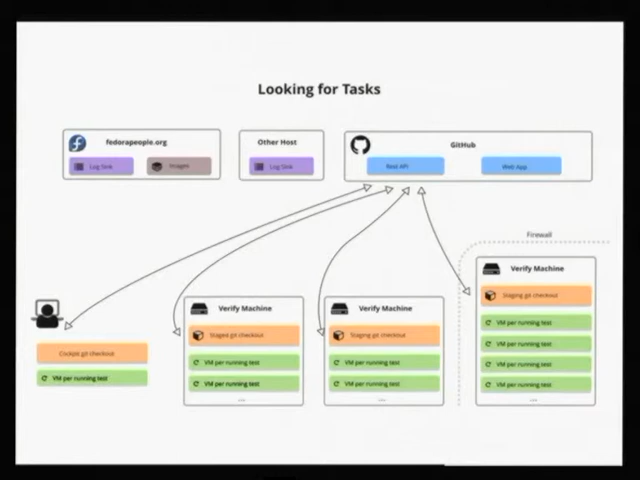 Looking for Tasks
fedorapeople.org
Log Sink
Images
Other Host
Log Sink
GitHub
Rest API
Web App
Firewall
Verify Machine
Staging git checkout
VM per running test
VM per running test
VM per running test
VM per running test
...
Verify Machine
Staged git checkout
VM per running test
VM per running test
...
Verify Machine
Staging git checkout
VM per running test
VM per running test
...
Cockpit git checkout
VM per running test